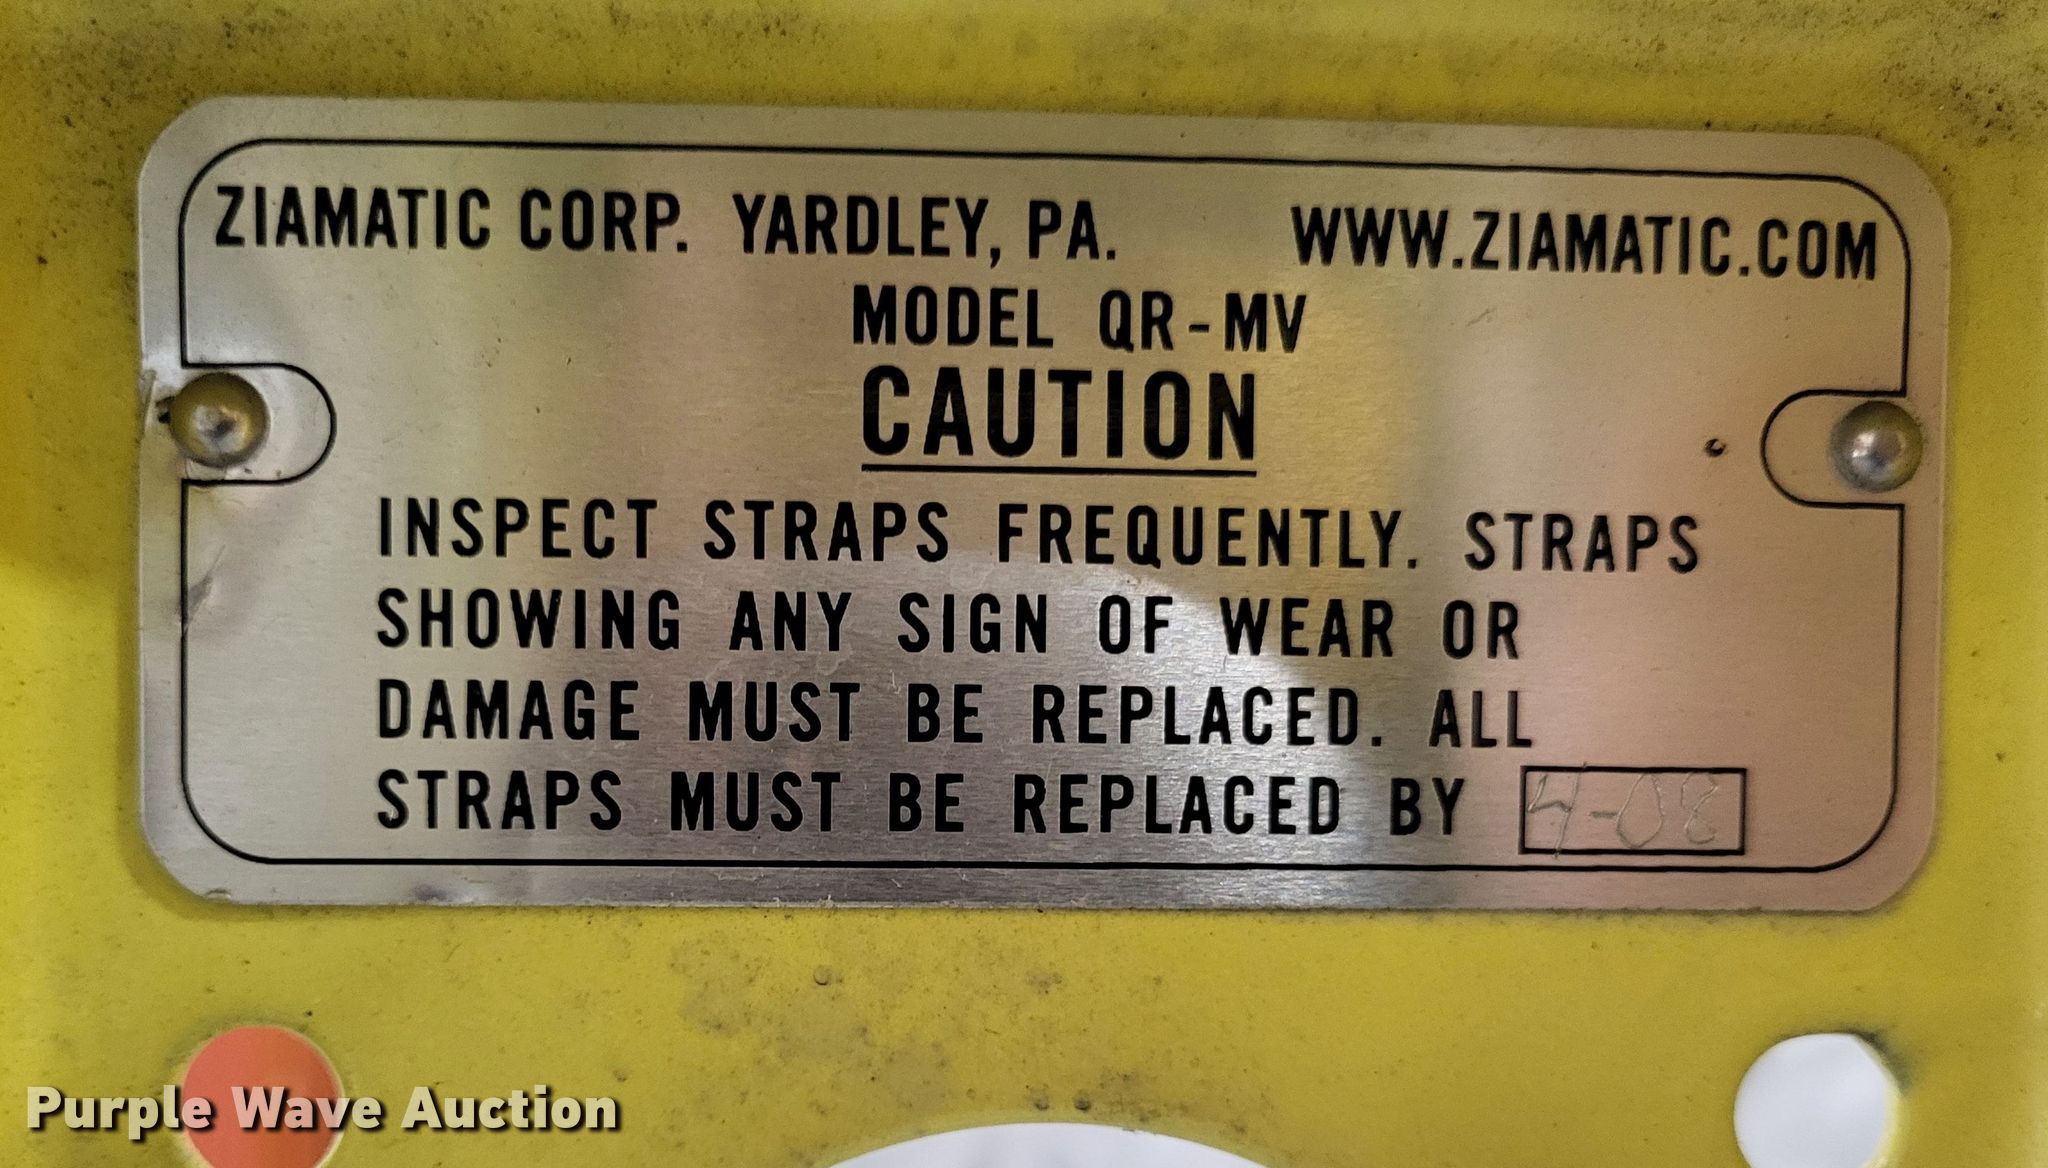 ZIAMATIC CORP. YARDLEY, PA. WWW.ZIAMATIC.COM
MODEL QR-MV
CAUTION
INSPECT STRAPS FREQUENTLY. STRAPS
SHOWING ANY SIGN OF WEAR OR
DAMAGE MUST BE REPLACED. ALL
STRAPS MUST BE REPLACED BY 4-08
Purple Wave Auction